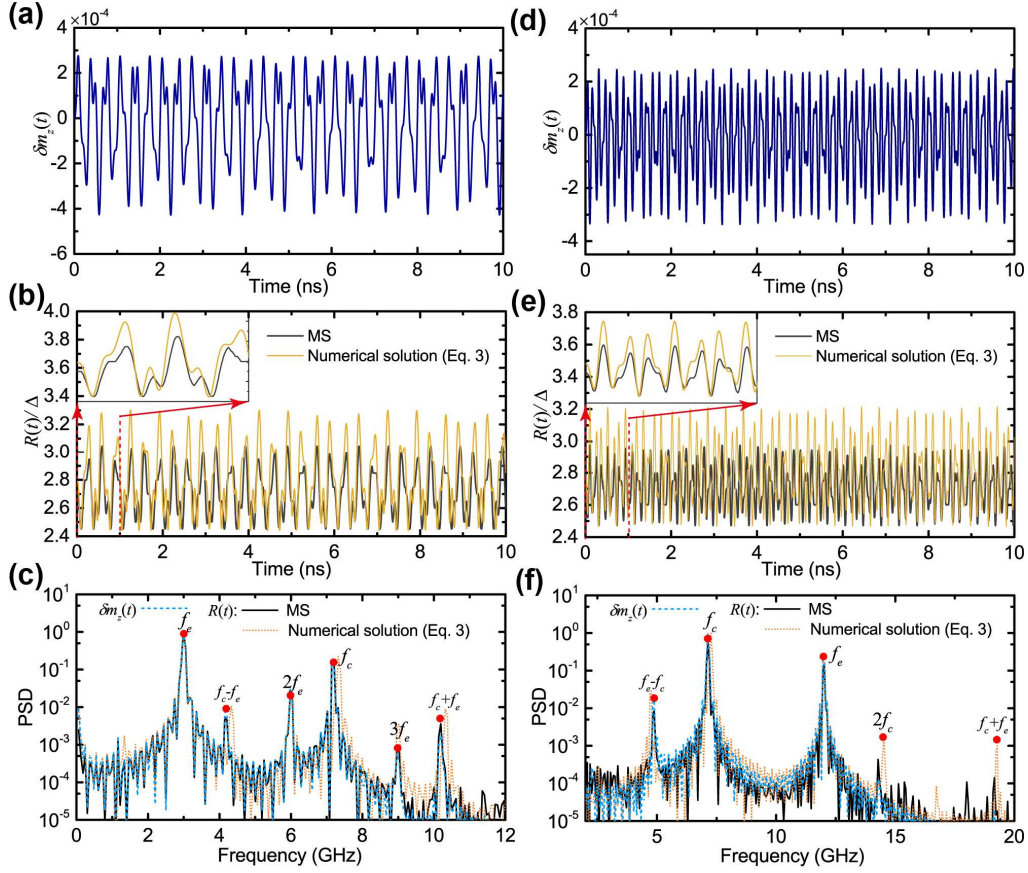 (a)
4 ×10⁻⁴
2
0
-2
-4
-6
δm_z(t)
0 2 4 6 8 10
Time (ns)
(b)
4.0
3.8
3.6
3.4
3.2
3.0
2.8
2.6
2.4
R(t)/ Δ
MS
Numerical solution (Eq. 3)
0 2 4 6 8 10
Time (ns)
(c)
10¹
10⁰
10⁻¹
10⁻²
10⁻³
10⁻⁴
10⁻⁵
PSD
δm_z(t) R(t): MS
Numerical solution (Eq. 3)
f_e
f_c-f_e
2f_e
f_c
3f_e
f_c+f_e
0 2 4 6 8 10 12
Frequency (GHz)
(d)
4 ×10⁻⁴
2
0
-2
-4
δm_z(t)
0 2 4 6 8 10
Time (ns)
(e)
3.8
3.6
3.4
3.2
3.0
2.8
2.6
2.4
R(t)/ Δ
MS
Numerical solution (Eq. 3)
0 2 4 6 8 10
Time (ns)
(f)
10¹
10⁰
10⁻¹
10⁻²
10⁻³
10⁻⁴
10⁻⁵
PSD
δm_z(t) R(t): MS
Numerical solution (Eq. 3)
f_e-f_c
f_c
f_e
2f_c
f_c+f_e
5 10 15 20
Frequency (GHz)